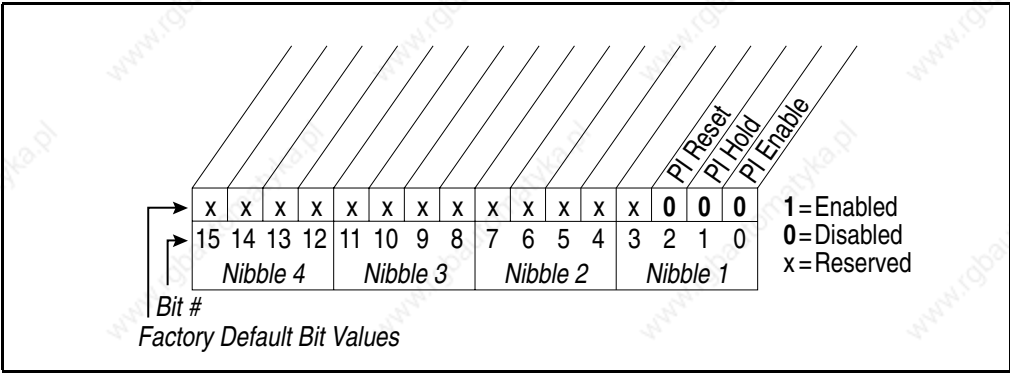 PI Reset
PI Hold
PI Enable
x x x x x x x x x x x x x 0 0 0
15 14 13 12 11 10 9 8 7 6 5 4 3 2 1 0
Nibble 4 Nibble 3 Nibble 2 Nibble 1
1=Enabled
0=Disabled
x=Reserved
Bit #
Factory Default Bit Values